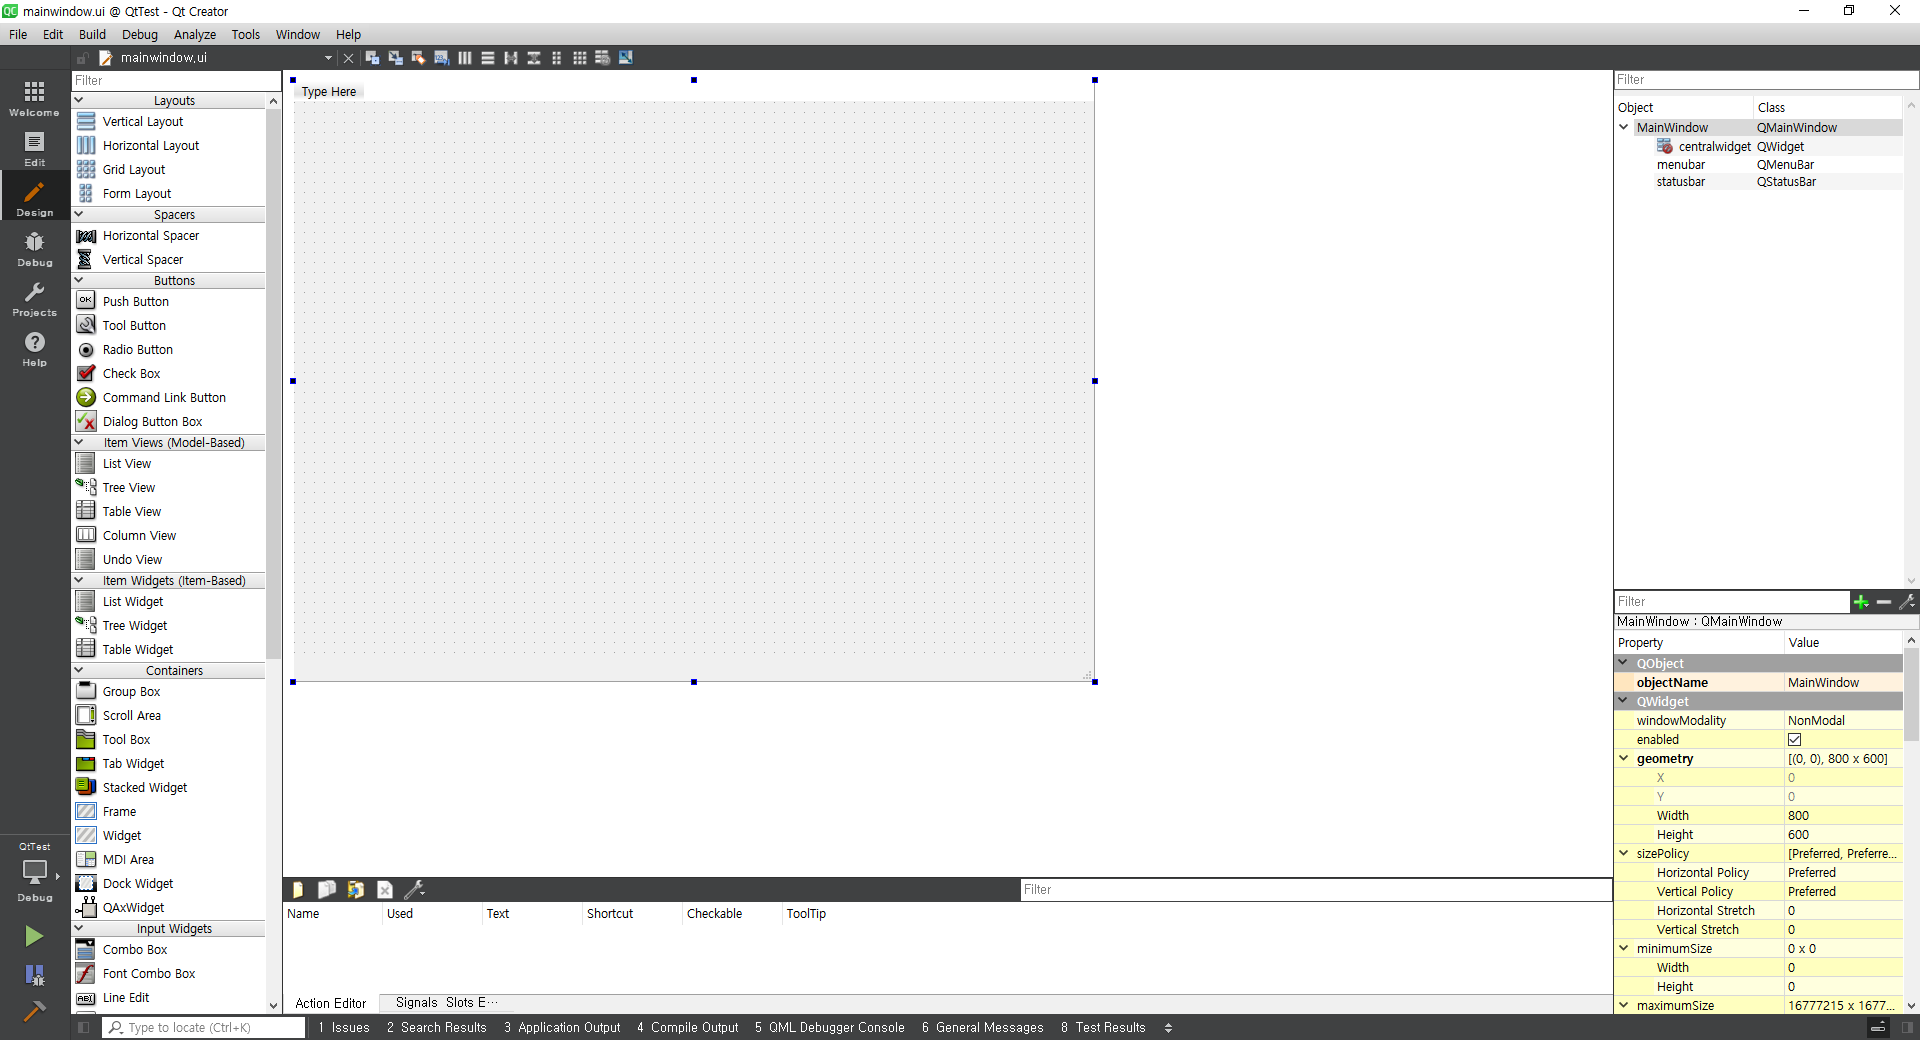 mainwindow.ui @ QtTest - Qt Creator
File Edit Build Debug Analyze Tools Window Help
mainwindow.ui
Welcome
Edit
Design
Debug
Projects
Help
QtTest
Debug
Filter
Layouts
Vertical Layout
Horizontal Layout
Grid Layout
Form Layout
Spacers
Horizontal Spacer
Vertical Spacer
Buttons
OK Push Button
Tool Button
Radio Button
Check Box
Command Link Button
Dialog Button Box
Item Views (Model-Based)
List View
Tree View
Table View
Column View
Undo View
Item Widgets (Item-Based)
List Widget
Tree Widget
Table Widget
Containers
Group Box
Scroll Area
Tool Box
Tab Widget
Stacked Widget
Frame
Widget
MDI Area
Dock Widget
QAxWidget
Input Widgets
Combo Box
Font Combo Box
ABI Line Edit
Type Here
Filter
Name Used Text Shortcut Checkable ToolTip
Action Editor Signals Slots E...
Filter
Object Class
MainWindow QMainWindow
centralwidget QWidget
menubar QMenuBar
statusbar QStatusBar
Filter
MainWindow : QMainWindow
Property Value
QObject
objectName MainWindow
QWidget
windowModality NonModal
enabled
geometry [(0, 0), 800 x 600]
X 0
Y 0
Width 800
Height 600
sizePolicy [Preferred, Preferre...
Horizontal Policy Preferred
Vertical Policy Preferred
Horizontal Stretch 0
Vertical Stretch 0
minimumSize 0 x 0
Width 0
Height 0
maximumSize 16777215 x 1677...
Type to locate (Ctrl+K) 1 Issues 2 Search Results 3 Application Output 4 Compile Output 5 QML Debugger Console 6 General Messages 8 Test Results